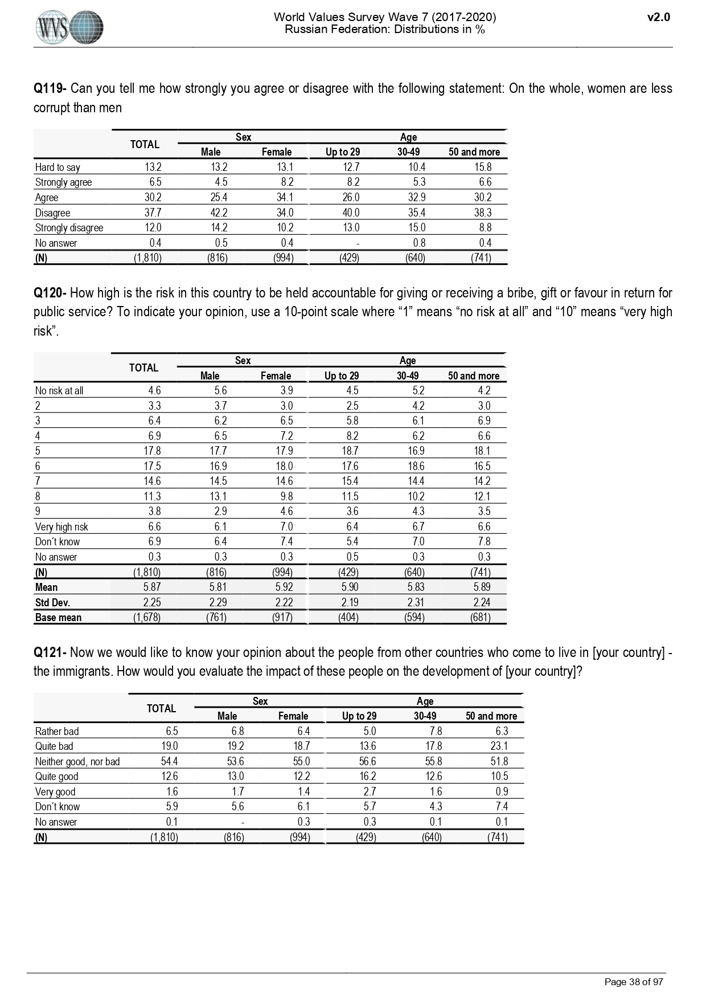 WVS
World Values Survey Wave 7 (2017-2020)
Russian Federation: Distributions in %
v2.0
Q119- Can you tell me how strongly you agree or disagree with the following statement: On the whole, women are less
corrupt than men
TOTAL Sex Age
Male Female Up to 29 30-49 50 and more
Hard to say 13.2 13.2 13.1 12.7 10.4 15.8
Strongly agree 6.5 4.5 8.2 8.2 5.3 6.6
Agree 30.2 25.4 34.1 26.0 32.9 30.2
Disagree 37.7 42.2 34.0 40.0 35.4 38.3
Strongly disagree 12.0 14.2 10.2 13.0 15.0 8.8
No answer 0.4 0.5 0.4 - 0.8 0.4
(N) (1,810) (816) (994) (429) (640) (741)
Q120- How high is the risk in this country to be held accountable for giving or receiving a bribe, gift or favour in return for
public service? To indicate your opinion, use a 10-point scale where “1” means “no risk at all” and “10” means “very high
risk”.
TOTAL Sex Age
Male Female Up to 29 30-49 50 and more
No risk at all 4.6 5.6 3.9 4.5 5.2 4.2
2 3.3 3.7 3.0 2.5 4.2 3.0
3 6.4 6.2 6.5 5.8 6.1 6.9
4 6.9 6.5 7.2 8.2 6.2 6.6
5 17.8 17.7 17.9 18.7 16.9 18.1
6 17.5 16.9 18.0 17.6 18.6 16.5
7 14.6 14.5 14.6 15.4 14.4 14.2
8 11.3 13.1 9.8 11.5 10.2 12.1
9 3.8 2.9 4.6 3.6 4.3 3.5
Very high risk 6.6 6.1 7.0 6.4 6.7 6.6
Don´t know 6.9 6.4 7.4 5.4 7.0 7.8
No answer 0.3 0.3 0.3 0.5 0.3 0.3
(N) (1,810) (816) (994) (429) (640) (741)
Mean 5.87 5.81 5.92 5.90 5.83 5.89
Std Dev. 2.25 2.29 2.22 2.19 2.31 2.24
Base mean (1,678) (761) (917) (404) (594) (681)
Q121- Now we would like to know your opinion about the people from other countries who come to live in [your country] -
the immigrants. How would you evaluate the impact of these people on the development of [your country]?
TOTAL Sex Age
Male Female Up to 29 30-49 50 and more
Rather bad 6.5 6.8 6.4 5.0 7.8 6.3
Quite bad 19.0 19.2 18.7 13.6 17.8 23.1
Neither good, nor bad 54.4 53.6 55.0 56.6 55.8 51.8
Quite good 12.6 13.0 12.2 16.2 12.6 10.5
Very good 1.6 1.7 1.4 2.7 1.6 0.9
Don´t know 5.9 5.6 6.1 5.7 4.3 7.4
No answer 0.1 - 0.3 0.3 0.1 0.1
(N) (1,810) (816) (994) (429) (640) (741)
Page 38 of 97